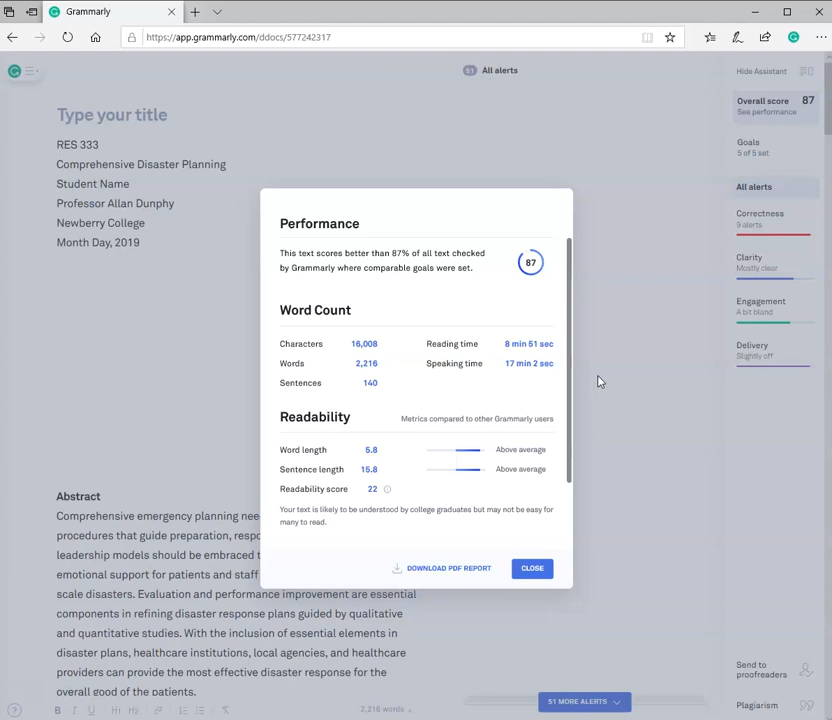 Grammarly
https://app.grammarly.com/ddocs/577242317
51 All alerts
Hide Assistant
Type your title
RES 333
Comprehensive Disaster Planning
Student Name
Professor Allan Dunphy
Newberry College
Month Day, 2019
Overall score 87
See performance
Goals
5 of 5 set
All alerts
Correctness
9 alerts
Clarity
Mostly clear
Engagement
A bit bland
Delivery
Slightly off
Performance
This text scores better than 87% of all text checked
by Grammarly where comparable goals were set.
87
Word Count
Characters 16,008 Reading time 8 min 51 sec
Words 2,216 Speaking time 17 min 2 sec
Sentences 140
Readability Metrics compared to other Grammarly users
Word length 5.8 Above average
Sentence length 15.8 Above average
Readability score 22
Your text is likely to be understood by college graduates but may not be easy for
many to read.
DOWNLOAD PDF REPORT CLOSE
Abstract
Comprehensive emergency planning nee
procedures that guide preparation, respo
leadership models should be embraced t
emotional support for patients and staff
scale disasters. Evaluation and performance improvement are essential
components in refining disaster response plans guided by qualitative
and quantitative studies. With the inclusion of essential elements in
disaster plans, healthcare institutions, local agencies, and healthcare
providers can provide the most effective disaster response for the
overall good of the patients.
B I U H1 H2
2,216 words
51 MORE ALERTS
Send to
proofreaders
Plagiarism